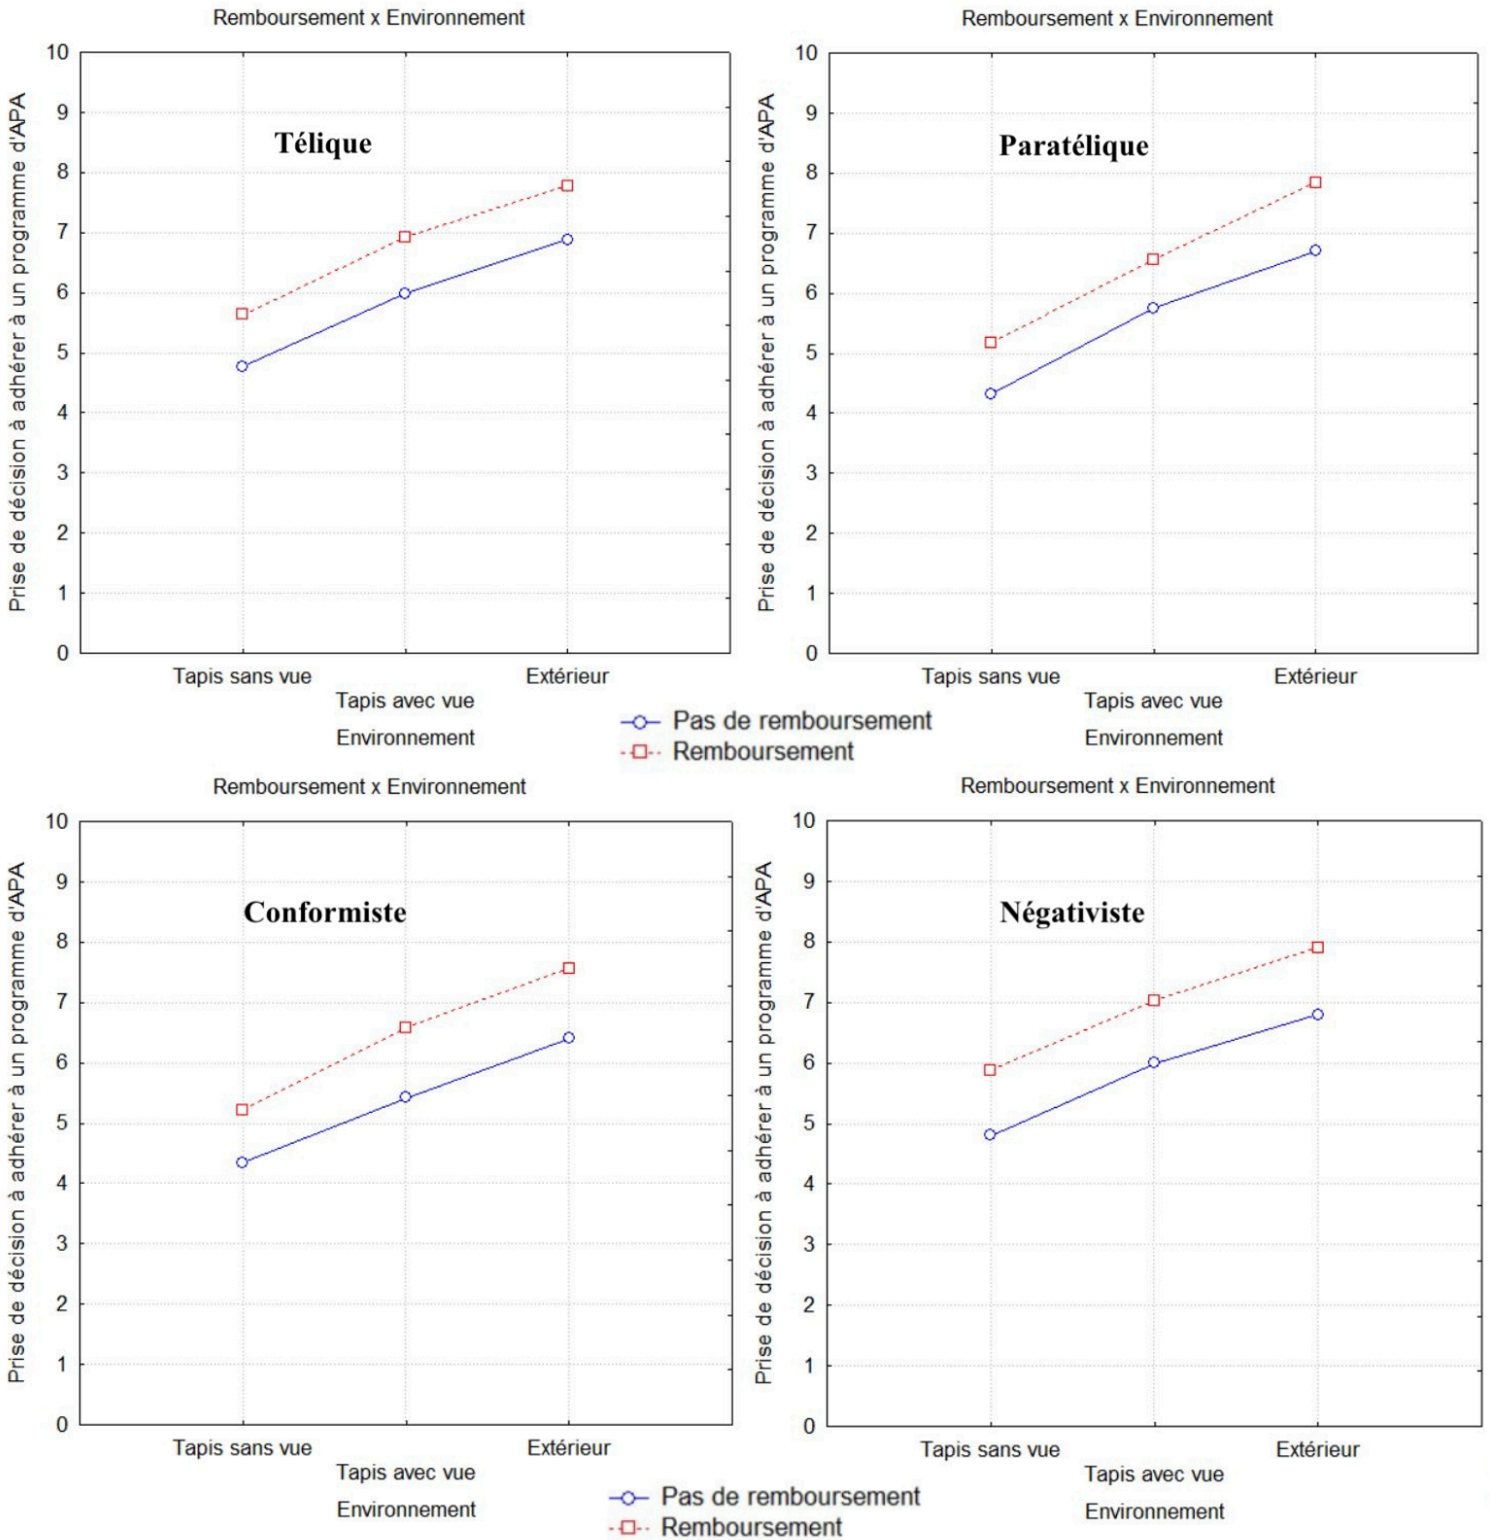 Remboursement x Environnement
Prise de décision à adhérer à un programme d'APA
10
9
8
7
6
5
4
3
2
1
0
Télique
Tapis sans vue
Tapis avec vue
Extérieur
Environnement
Remboursement x Environnement
Prise de décision à adhérer à un programme d'APA
10
9
8
7
6
5
4
3
2
1
0
Paratélique
Tapis sans vue
Tapis avec vue
Extérieur
Environnement
Pas de remboursement
Remboursement
Remboursement x Environnement
Prise de décision à adhérer à un programme d'APA
10
9
8
7
6
5
4
3
2
1
0
Conformiste
Tapis sans vue
Tapis avec vue
Extérieur
Environnement
Remboursement x Environnement
Prise de décision à adhérer à un programme d'APA
10
9
8
7
6
5
4
3
2
1
0
Négativiste
Tapis sans vue
Tapis avec vue
Extérieur
Environnement
Pas de remboursement
Remboursement